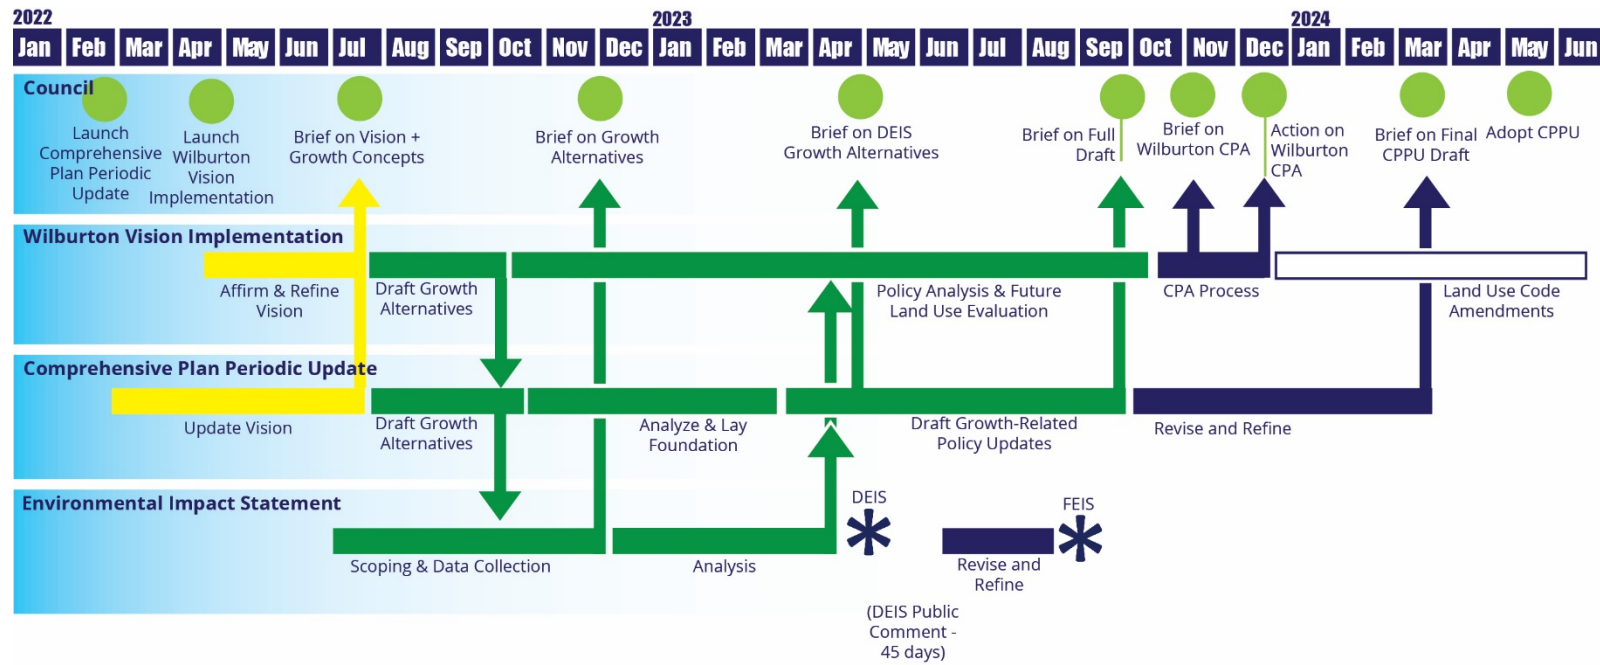 2022 2023 2024
Jan Feb Mar Apr May Jun Jul Aug Sep Oct Nov Dec Jan Feb Mar Apr May Jun Jul Aug Sep Oct Nov Dec Jan Feb Mar Apr May Jun
Council
Launch
Comprehensive
Plan Periodic
Update
Launch
Wilburton
Vision
Implementation
Brief on Vision +
Growth Concepts
Brief on Growth
Alternatives
Brief on DEIS
Growth Alternatives
Brief on Full
Draft
Brief on
Wilburton CPA
Action on
Wilburton
CPA
Brief on Final
CPPU Draft
Adopt CPPU
Wilburton Vision Implementation
Affirm & Refine
Vision
Draft Growth
Alternatives
Policy Analysis & Future
Land Use Evaluation
CPA Process
Land Use Code
Amendments
Comprehensive Plan Periodic Update
Update Vision
Draft Growth
Alternatives
Analyze & Lay
Foundation
Draft Growth-Related
Policy Updates
Revise and Refine
Environmental Impact Statement
Scoping & Data Collection
Analysis
DEIS
Revise and
Refine
FEIS
(DEIS Public
Comment -
45 days)